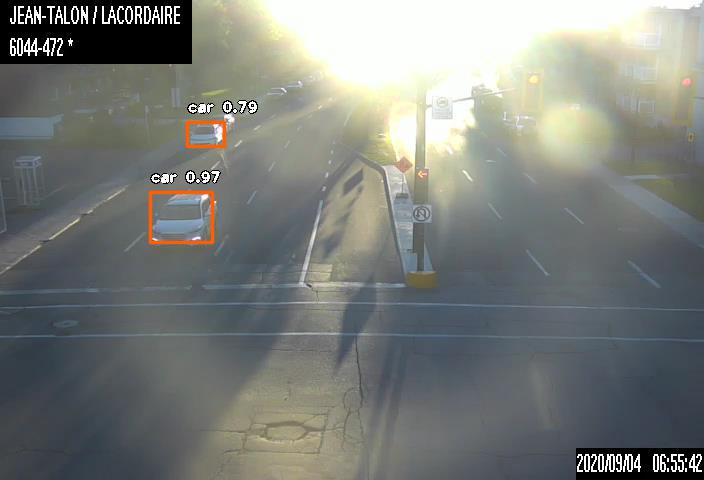 JEAN-TALON / LACORDAIRE
6044-472 *
car 0.79
car 0.97
2020/09/04 06:55:42